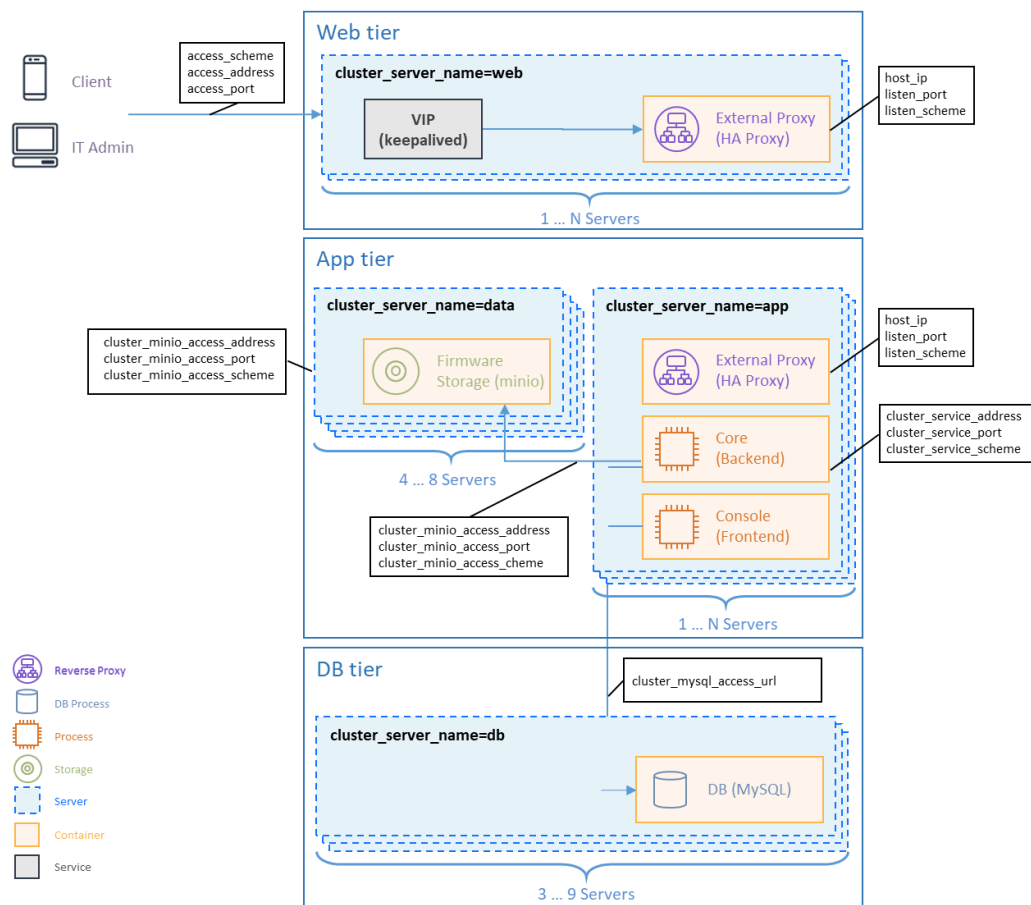 Web tier
Client
IT Admin
access_scheme
access_address
access_port
cluster_server_name=web
VIP
(keepalived)
External Proxy
(HA Proxy)
host_ip
listen_port
listen_scheme
1 ... N Servers
App tier
cluster_server_name=data
cluster_minio_access_address
cluster_minio_access_port
cluster_minio_access_scheme
Firmware
Storage (minio)
4 ... 8 Servers
cluster_server_name=app
External Proxy
(HA Proxy)
host_ip
listen_port
listen_scheme
Core
(Backend)
cluster_service_address
cluster_service_port
cluster_service_scheme
Console
(Frontend)
cluster_minio_access_address
cluster_minio_access_port
cluster_minio_access_cheme
1 ... N Servers
DB tier
cluster_mysql_access_url
cluster_server_name=db
DB (MySQL)
3 ... 9 Servers
Reverse Proxy
DB Process
Process
Storage
Server
Container
Service